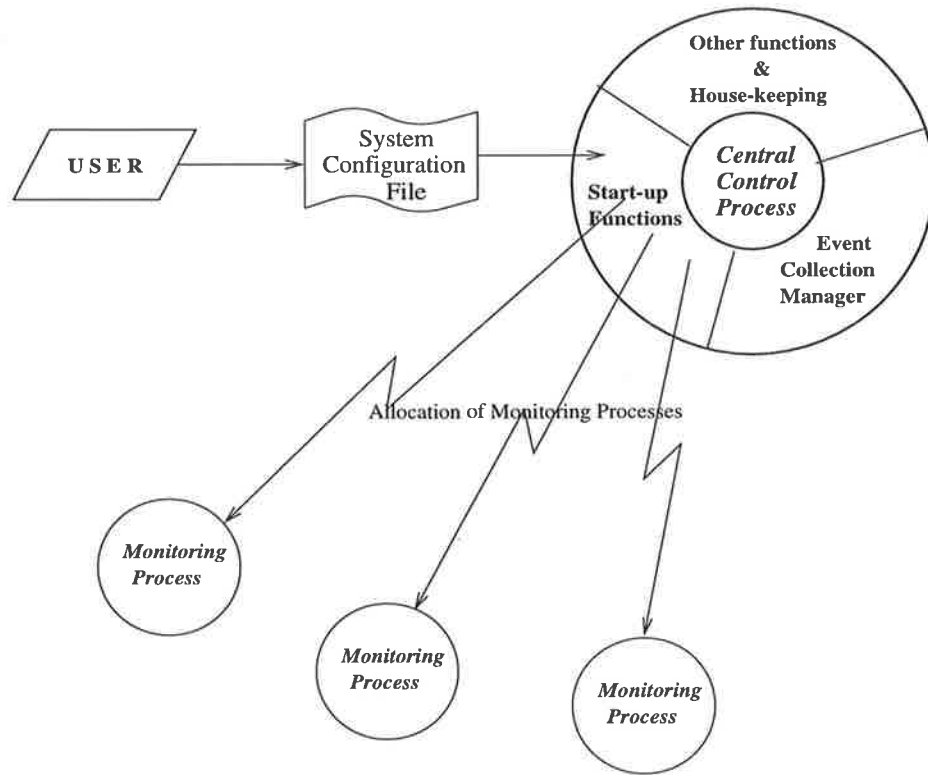 Other functions
&
House-keeping
USER
System
Configuration
File
Central
Control
Process
Start-up
Functions
Event
Collection
Manager
Allocation of Monitoring Processes
Monitoring
Process
Monitoring
Process
Monitoring
Process